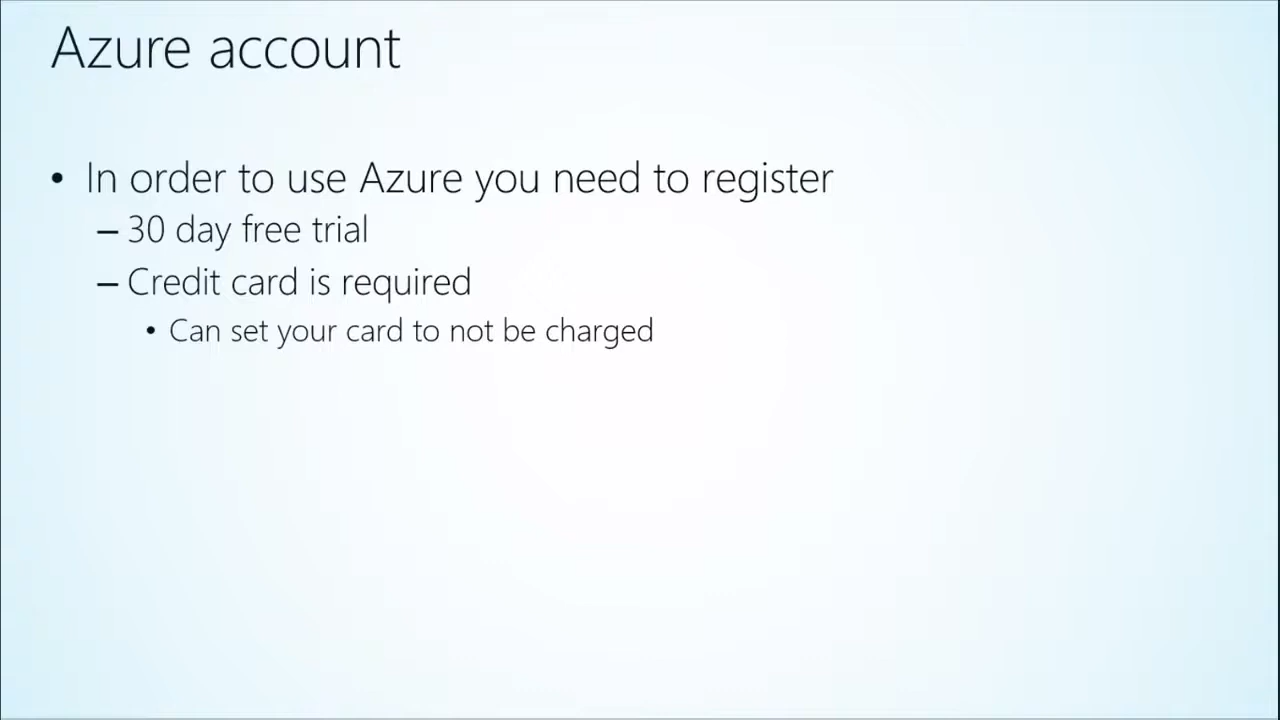 Azure account
• In order to use Azure you need to register
– 30 day free trial
– Credit card is required
• Can set your card to not be charged